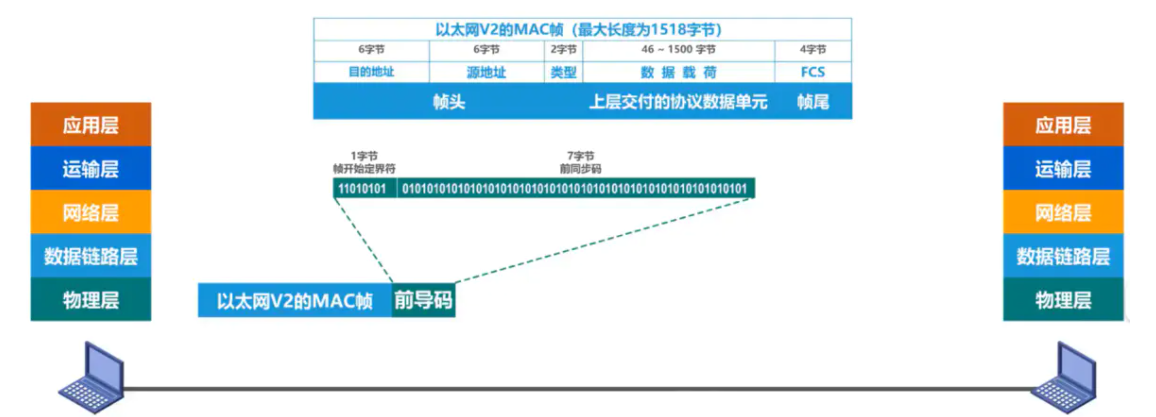 以太网V2的MAC帧（最大长度为1518字节）
6字节 6字节 2字节 46 ~ 1500 字节 4字节
目的地址 源地址 类型 数 据 载 荷 FCS
帧头 上层交付的协议数据单元 帧尾
应用层
运输层
网络层
数据链路层
物理层
1字节
帧开始定界符
7字节
前同步码
11010101 01010101010101010101010101010101010101010101010101010101
以太网V2的MAC帧 前导码
应用层
运输层
网络层
数据链路层
物理层